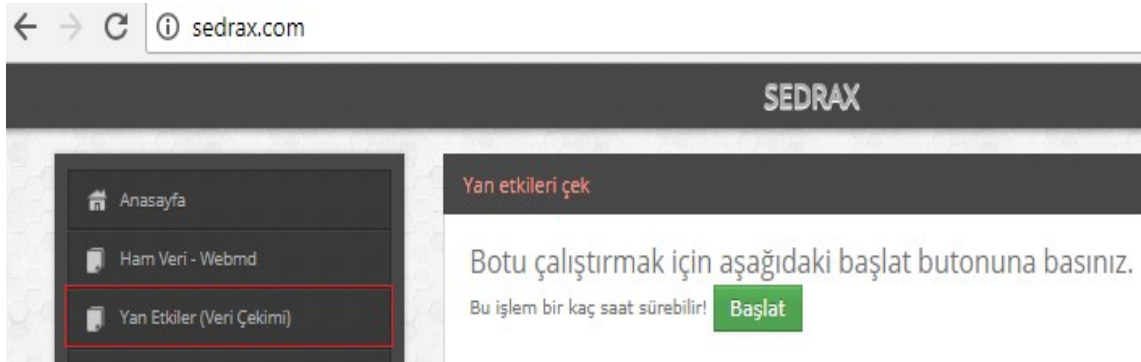 sedrax.com
SEDRAX
Anasayfa
Ham Veri - Webmd
Yan Etkiler (Veri Çekimi)
Yan etkileri çek
Botu çalıştırmak için aşağıdaki başlat butonuna basınız.
Bu işlem bir kaç saat sürebilir! Başlat